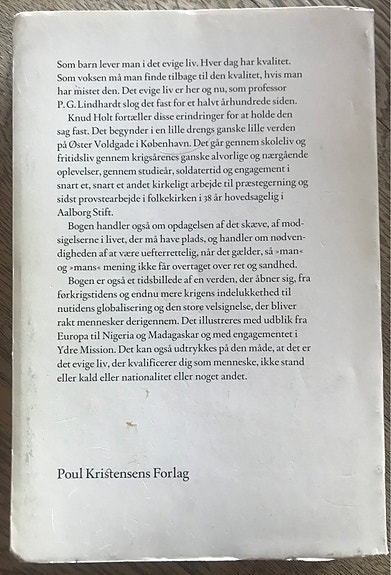 Som barn lever man i det evige liv. Hver dag har kvalitet.
Som voksen må man finde tilbage til den kvalitet, hvis man
har mistet den. Det evige liv er her og nu, som professor
P. G. Lindhardt slog det fast for et halvt århundrede siden.
Knud Holt fortæller disse erindringer for at holde den
sag fast. Det begynder i en lille drengs ganske lille verden
på Øster Voldgade i København. Det går gennem skoleliv og
fritidsliv gennem krigsårenes ganske alvorlige og nærgående
oplevelser, gennem studieår, soldatertid og engagement i
snart et, snart et andet kirkeligt arbejde til præstegerning og
sidst provstearbejde i folkekirken i 38 år hovedsagelig i
Aalborg Stift.
Bogen handler også om opdagelsen af det skæve, af mod-
sigelserne i livet, der må have plads, og handler om nødven-
digheden af at være uefterrettelig, når det gælder, så »man«
og »mans« mening ikke får overtaget over ret og sandhed.
Bogen er også et tidsbillede af en verden, der åbner sig, fra
førkrigstidens og endnu mere krigens indelukkethed til
nutidens globalisering og den store velsignelse, der bliver
rakt mennesker derigennem. Det illustreres med udblik fra
Europa til Nigeria og Madagaskar og med engagementet i
Ydre Mission. Det kan også udtrykkes på den måde, at det er
det evige liv, der kvalificerer dig som menneske, ikke stand
eller kald eller nationalitet eller noget andet.
Poul Kristensens Forlag